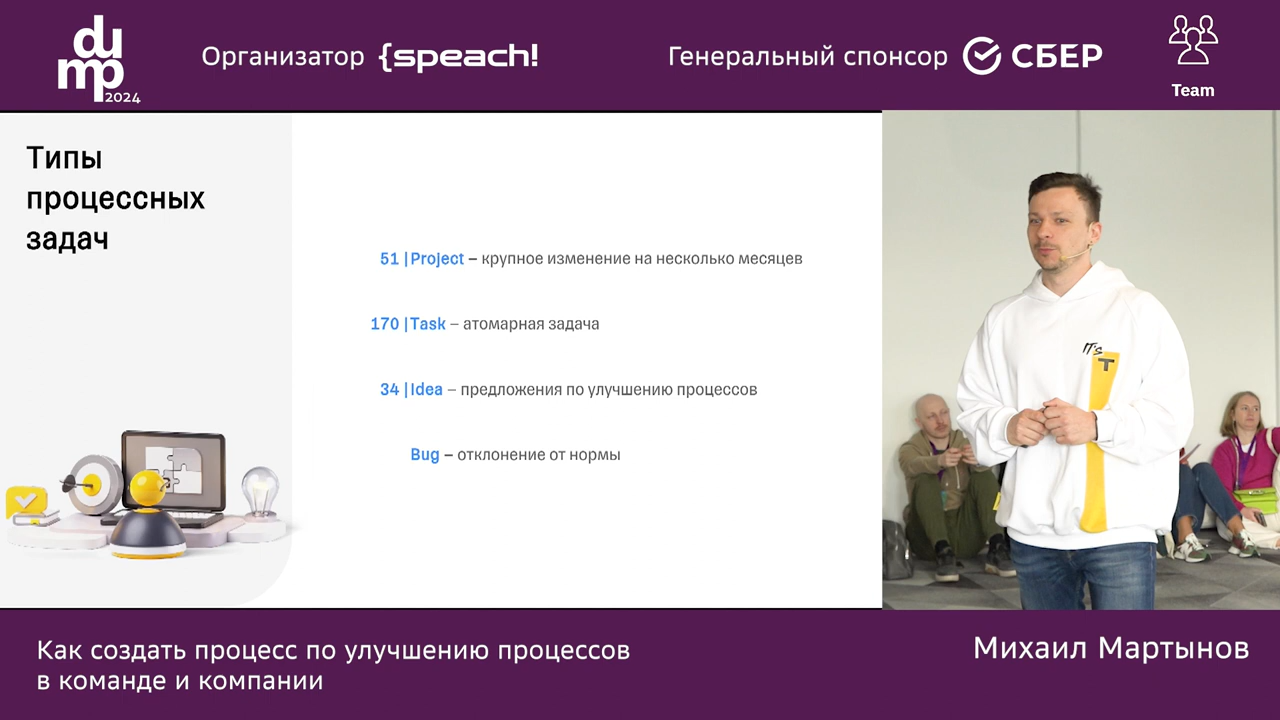 dump
2024
Организатор {speach!
Генеральный спонсор СБЕР
Team
Типы
процессных
задач
51 | Project – крупное изменение на несколько месяцев
170 | Task – атомарная задача
34 | Idea – предложения по улучшению процессов
Bug – отклонение от нормы
IT'S
T
Как создать процесс по улучшению процессов
в команде и компании
Михаил Мартынов